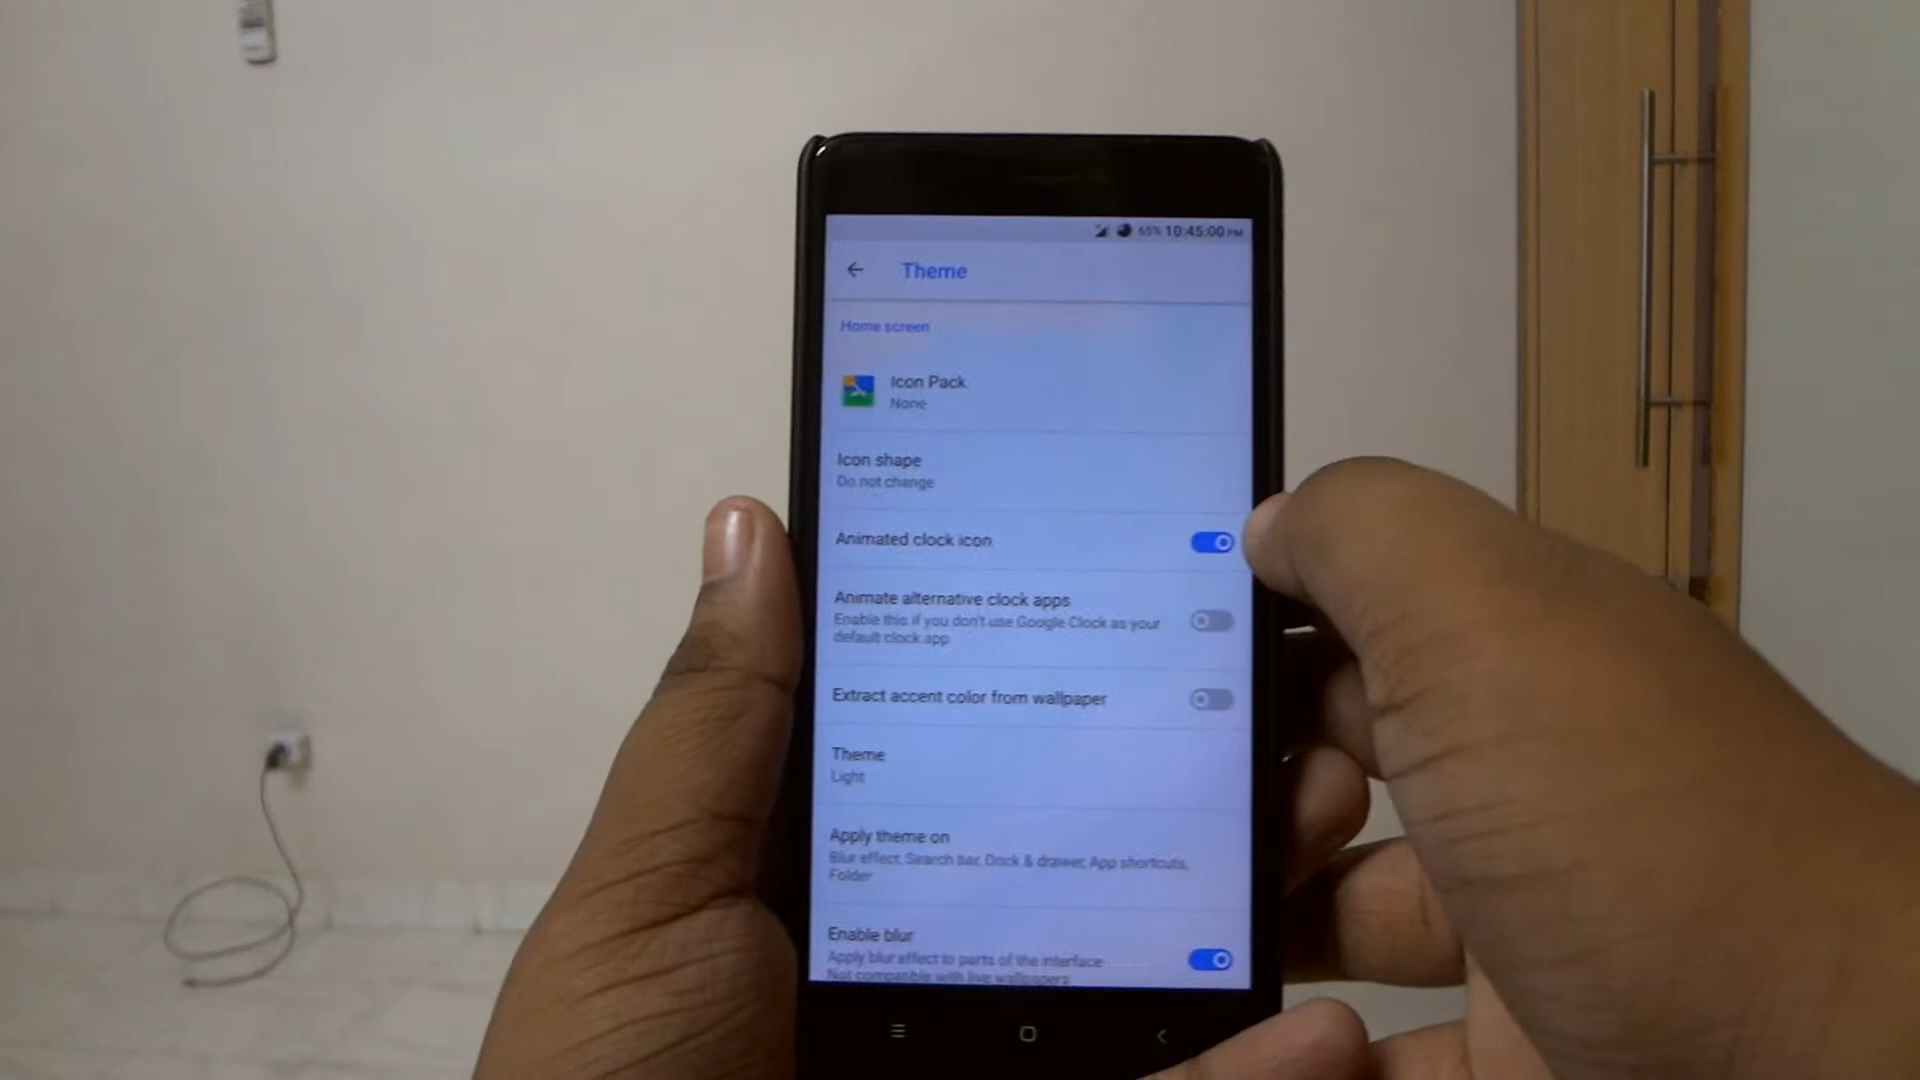 65% 10:45:00 PM
Theme
Home screen
Icon Pack
None
Icon shape
Do not change
Animated clock icon
Animate alternative clock apps
Enable this if you don't use Google Clock as your
default clock app
Extract accent color from wallpaper
Theme
Light
Apply theme on
Blur effect, Search bar, Dock & drawer, App shortcuts,
Folder
Enable blur
Apply blur effect to parts of the interface
Not compatible with live wallpapers